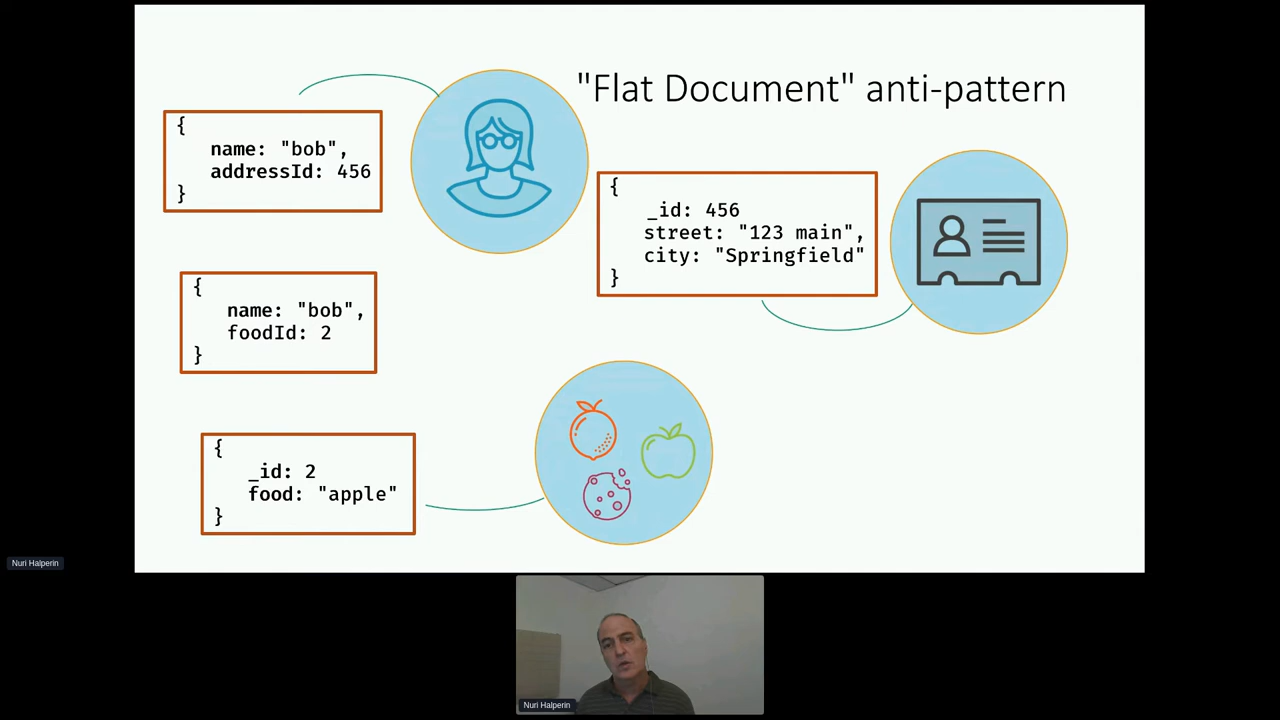 "Flat Document" anti-pattern
{
name: "bob",
addressId: 456
}
{
_id: 456
street: "123 main",
city: "Springfield"
}
{
name: "bob",
foodId: 2
}
{
_id: 2
food: "apple"
}
Nuri Halperin
Nuri Halperin